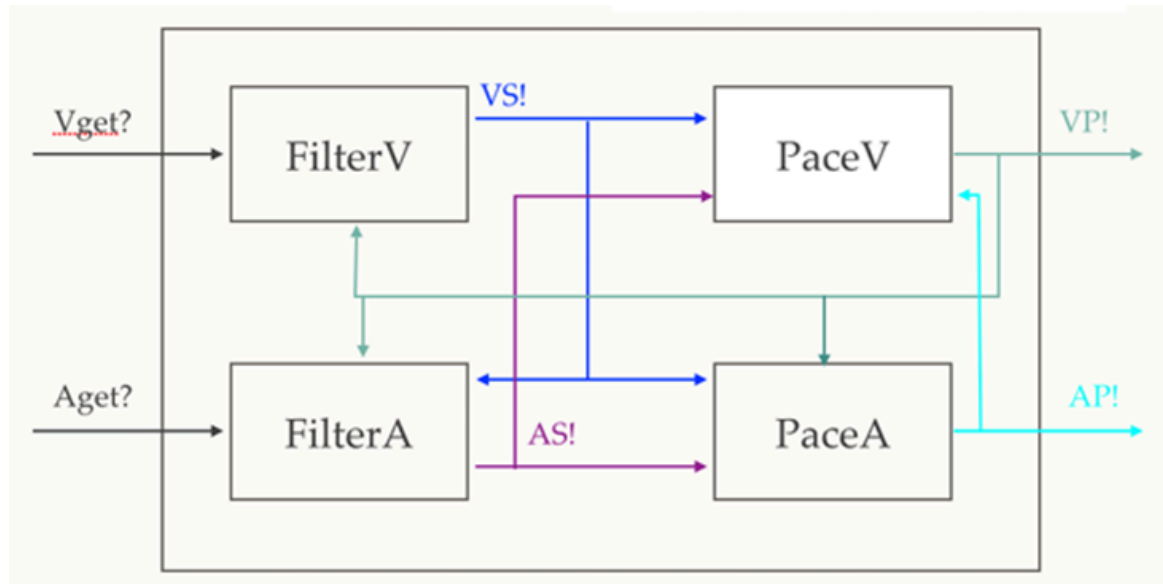 VS!
Vget?
VP!
FilterV
PaceV
Aget?
AP!
FilterA
AS!
PaceA